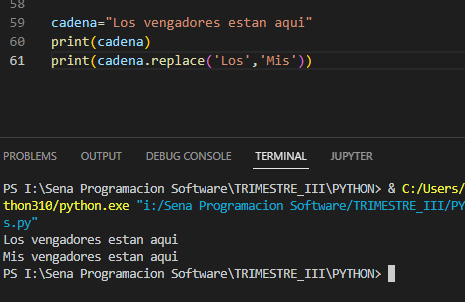 58
59 cadena="Los vengadores estan aqui"
60 print(cadena)
61 print(cadena.replace('Los','Mis'))
PROBLEMS OUTPUT DEBUG CONSOLE TERMINAL JUPYTER
PS I:\Sena Programacion Software\TRIMESTRE_III\PYTHON> & C:/Users/
thon310/python.exe "i:/Sena Programacion Software/TRIMESTRE_III/PY
s.py"
Los vengadores estan aqui
Mis vengadores estan aqui
PS I:\Sena Programacion Software\TRIMESTRE_III\PYTHON>